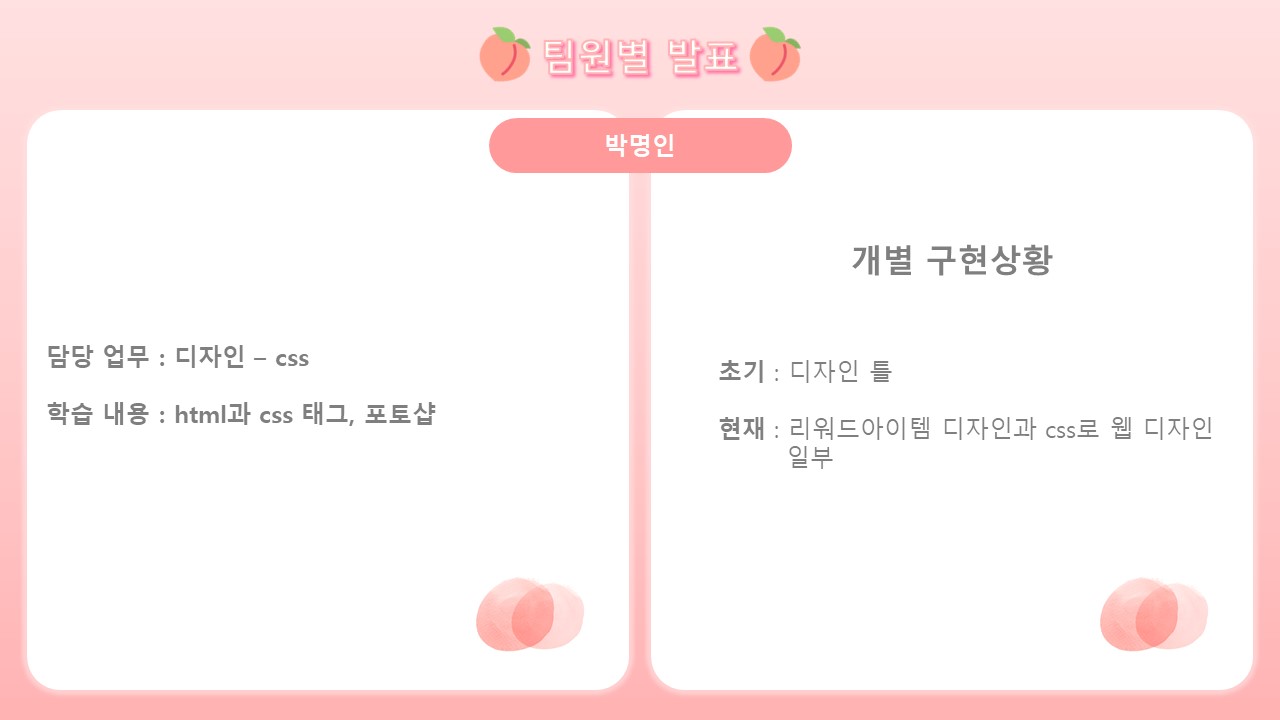 팀원별 발표
박명인
담당 업무 : 디자인 – css
학습 내용 : html과 css 태그, 포토샵
개별 구현상황
초기 : 디자인 틀
현재 : 리워드아이템 디자인과 css로 웹 디자인
일부